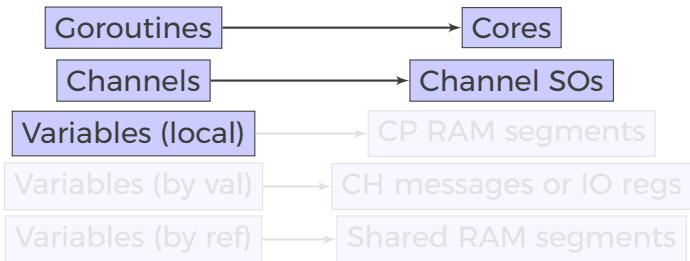 Goroutines Cores
Channels Channel SOs
Variables (local) CP RAM segments
Variables (by val) CH messages or IO regs
Variables (by ref) Shared RAM segments